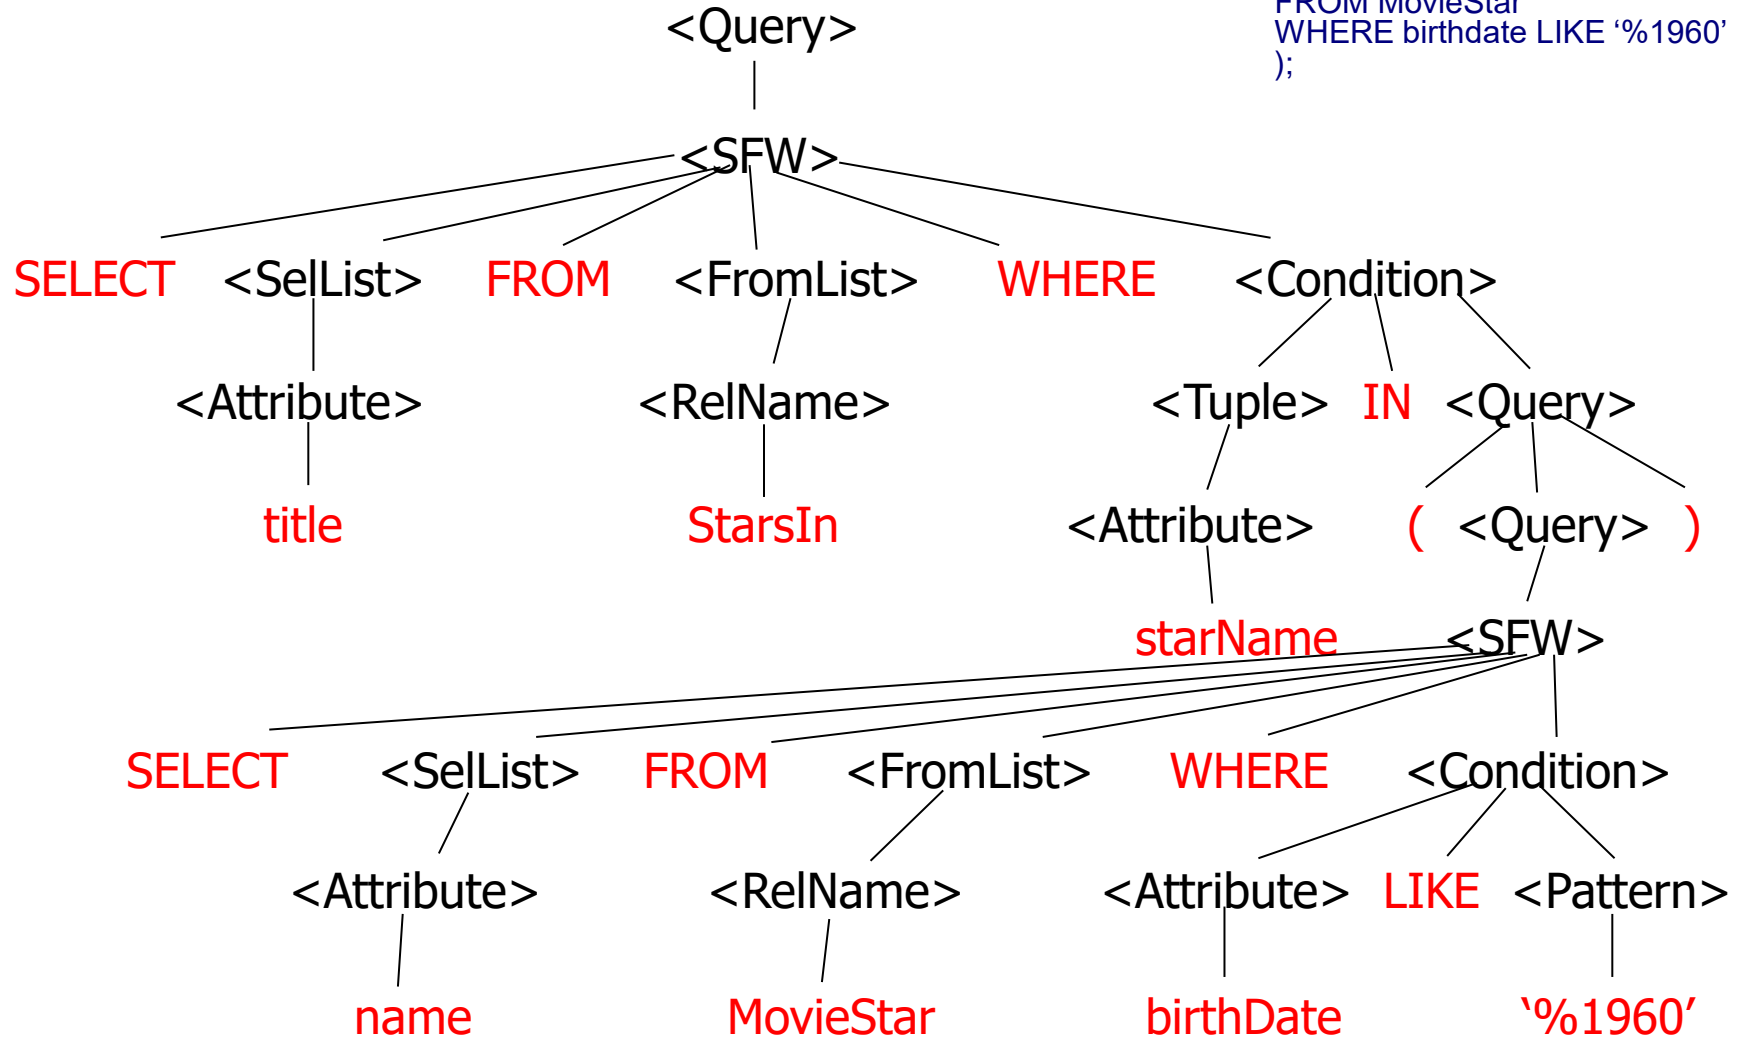 FROM MovieStar
WHERE birthdate LIKE ‘%1960’
);
<Query>
<SFW>
SELECT <SelList> FROM <FromList> WHERE <Condition>
<Attribute> <RelName> <Tuple> IN <Query>
title StarsIn <Attribute> ( <Query> )
starName <SFW>
SELECT <SelList> FROM <FromList> WHERE <Condition>
<Attribute> <RelName> <Attribute> LIKE <Pattern>
name MovieStar birthDate ‘%1960’